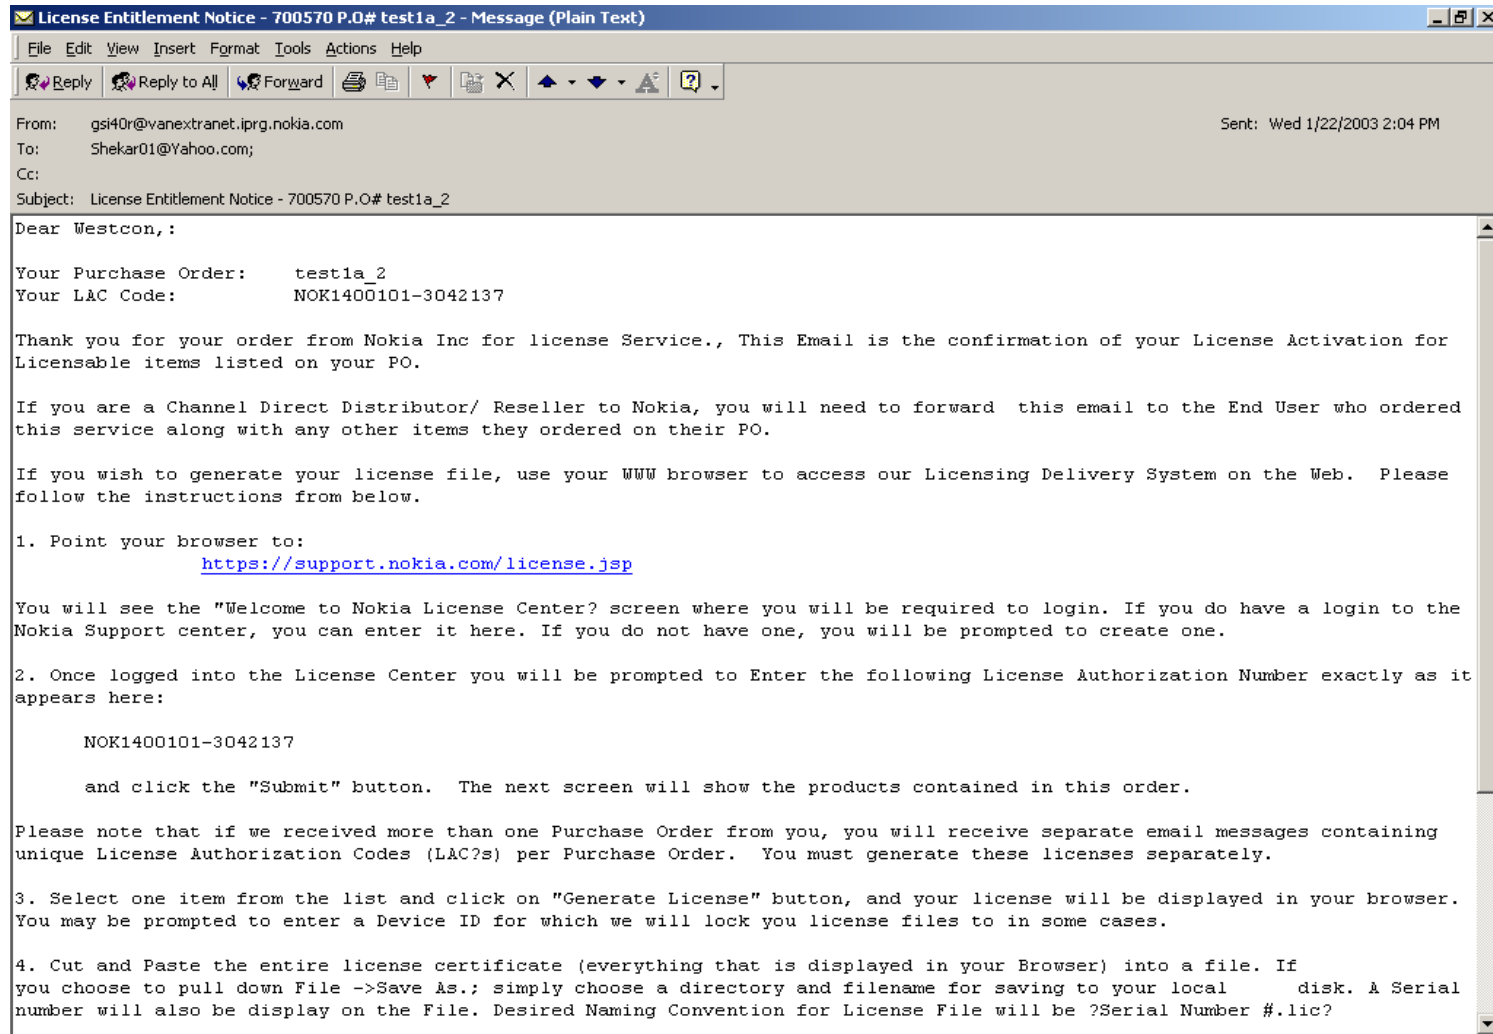 License Entitlement Notice - 700570 P.O# test1a_2 - Message (Plain Text)
File Edit View Insert Format Tools Actions Help
Reply Reply to All Forward
From: gsi40r@vanextranet.iprg.nokia.com Sent: Wed 1/22/2003 2:04 PM
To: Shekar01@Yahoo.com;
Cc:
Subject: License Entitlement Notice - 700570 P.O# test1a_2
Dear Westcon,:
Your Purchase Order: test1a_2
Your LAC Code: NOK1400101-3042137
Thank you for your order from Nokia Inc for license Service., This Email is the confirmation of your License Activation for
Licensable items listed on your PO.
If you are a Channel Direct Distributor/ Reseller to Nokia, you will need to forward  this email to the End User who ordered
this service along with any other items they ordered on their PO.
If you wish to generate your license file, use your WWW browser to access our Licensing Delivery System on the Web.  Please
follow the instructions from below.
1. Point your browser to:
https://support.nokia.com/license.jsp
You will see the "Welcome to Nokia License Center? screen where you will be required to login. If you do have a login to the
Nokia Support center, you can enter it here. If you do not have one, you will be prompted to create one.
2. Once logged into the License Center you will be prompted to Enter the following License Authorization Number exactly as it
appears here:
NOK1400101-3042137
and click the "Submit" button.  The next screen will show the products contained in this order.
Please note that if we received more than one Purchase Order from you, you will receive separate email messages containing
unique License Authorization Codes (LAC?s) per Purchase Order.  You must generate these licenses separately.
3. Select one item from the list and click on "Generate License" button, and your license will be displayed in your browser.
You may be prompted to enter a Device ID for which we will lock you license files to in some cases.
4. Cut and Paste the entire license certificate (everything that is displayed in your Browser) into a file. If
you choose to pull down File ->Save As.; simply choose a directory and filename for saving to your local      disk. A Serial
number will also be display on the File. Desired Naming Convention for License File will be ?Serial Number #.lic?